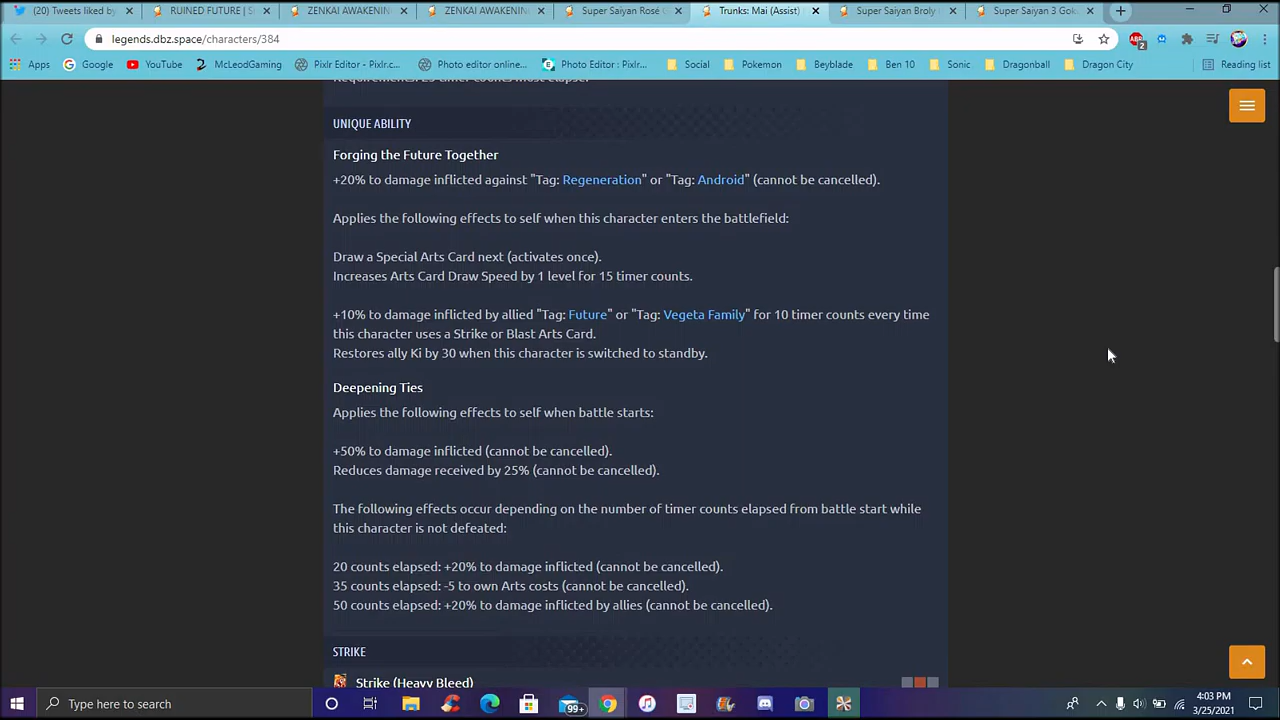 (20) Tweets liked by
RUINED FUTURE | S
ZENKAI AWAKENIN
ZENKAI AWAKENIN
Super Saiyan Rosé G
Trunks: Mai (Assist)
Super Saiyan Broly
Super Saiyan 3 Gok
legends.dbz.space/characters/384
2
Apps
Google
YouTube
McLeodGaming
Pixlr Editor - Pixlr.c...
Photo editor online...
Photo Editor : Pixlr...
Social
Pokemon
Beyblade
Ben 10
Sonic
Dragonball
Dragon City
Reading list
Requirements: 25 timer counts must elapse.
UNIQUE ABILITY
Forging the Future Together
+20% to damage inflicted against "Tag: Regeneration" or "Tag: Android" (cannot be cancelled).
Applies the following effects to self when this character enters the battlefield:
Draw a Special Arts Card next (activates once).
Increases Arts Card Draw Speed by 1 level for 15 timer counts.
+10% to damage inflicted by allied "Tag: Future" or "Tag: Vegeta Family" for 10 timer counts every time
this character uses a Strike or Blast Arts Card.
Restores ally Ki by 30 when this character is switched to standby.
Deepening Ties
Applies the following effects to self when battle starts:
+50% to damage inflicted (cannot be cancelled).
Reduces damage received by 25% (cannot be cancelled).
The following effects occur depending on the number of timer counts elapsed from battle start while
this character is not defeated:
20 counts elapsed: +20% to damage inflicted (cannot be cancelled).
35 counts elapsed: -5 to own Arts costs (cannot be cancelled).
50 counts elapsed: +20% to damage inflicted by allies (cannot be cancelled).
STRIKE
Strike (Heavy Bleed)
Type here to search
99+
4:03 PM
3/25/2021